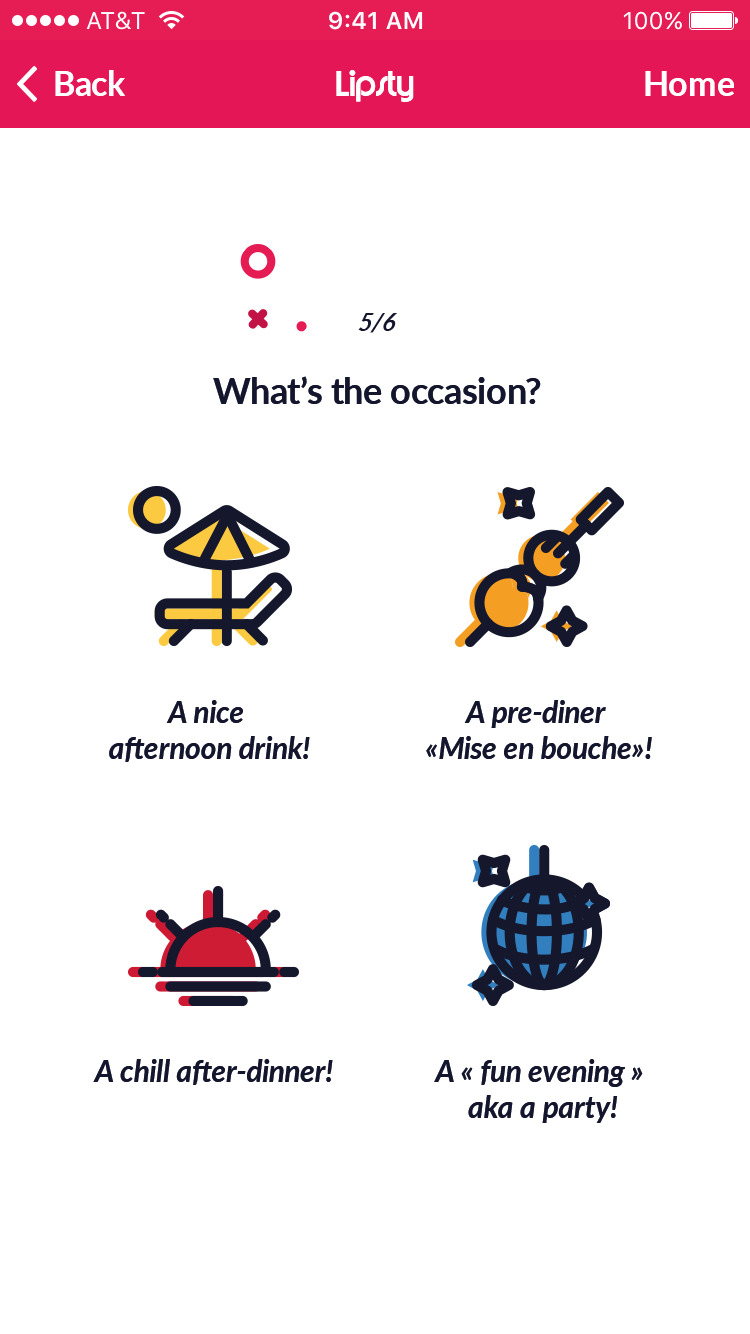 AT&T 9:41 AM 100%
Back Lipsty Home
5/6
What’s the occasion?
A nice
afternoon drink!
A pre-diner
«Mise en bouche»!
A chill after-dinner!
A « fun evening »
aka a party!